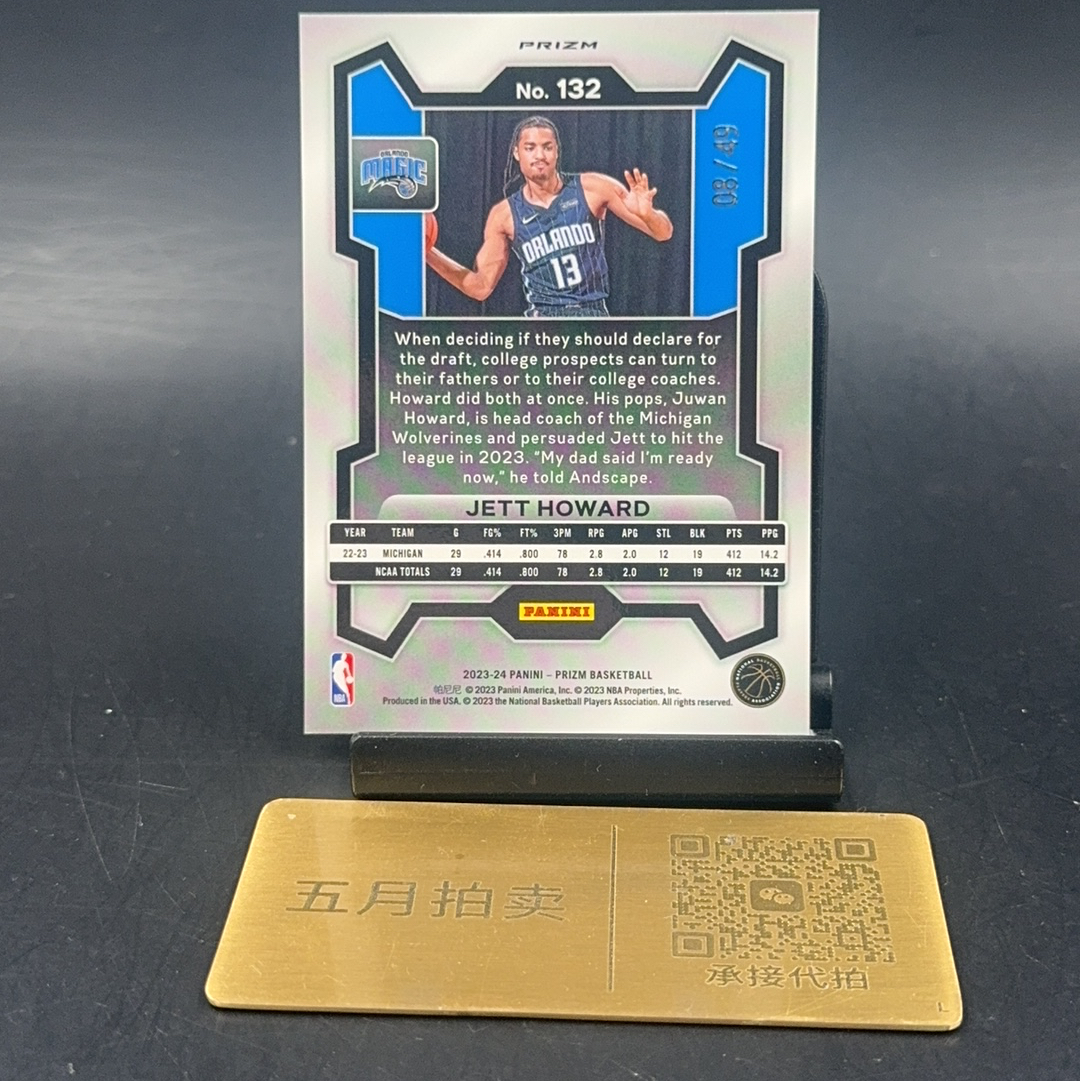 PRIZM
No. 132
ORLANDO
MAGIC
08/49
ORLANDO
13
When deciding if they should declare for
the draft, college prospects can turn to
their fathers or to their college coaches.
Howard did both at once. His pops, Juwan
Howard, is head coach of the Michigan
Wolverines and persuaded Jett to hit the
league in 2023. “My dad said I’m ready
now,” he told Andscape.
JETT HOWARD
YEAR TEAM G FG% FT% 3PM RPG APG STL BLK PTS PPG
22-23 MICHIGAN 29 .414 .800 78 2.8 2.0 12 19 412 14.2
NCAA TOTALS 29 .414 .800 78 2.8 2.0 12 19 412 14.2
PANINI
NBA
2023-24 PANINI – PRIZM BASKETBALL
帕尼尼 © 2023 Panini America, Inc. © 2023 NBA Properties, Inc.
Produced in the USA. © 2023 the National Basketball Players Association. All rights reserved.
五月拍卖
承接代拍
L